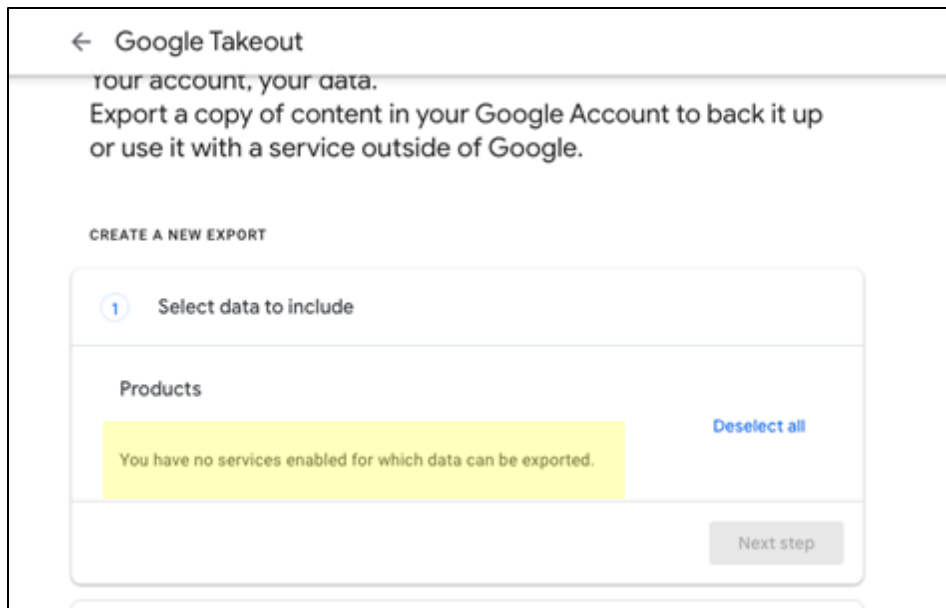 Google Takeout
Your account, your data.
Export a copy of content in your Google Account to back it up
or use it with a service outside of Google.
CREATE A NEW EXPORT
1 Select data to include
Products
Deselect all
You have no services enabled for which data can be exported.
Next step